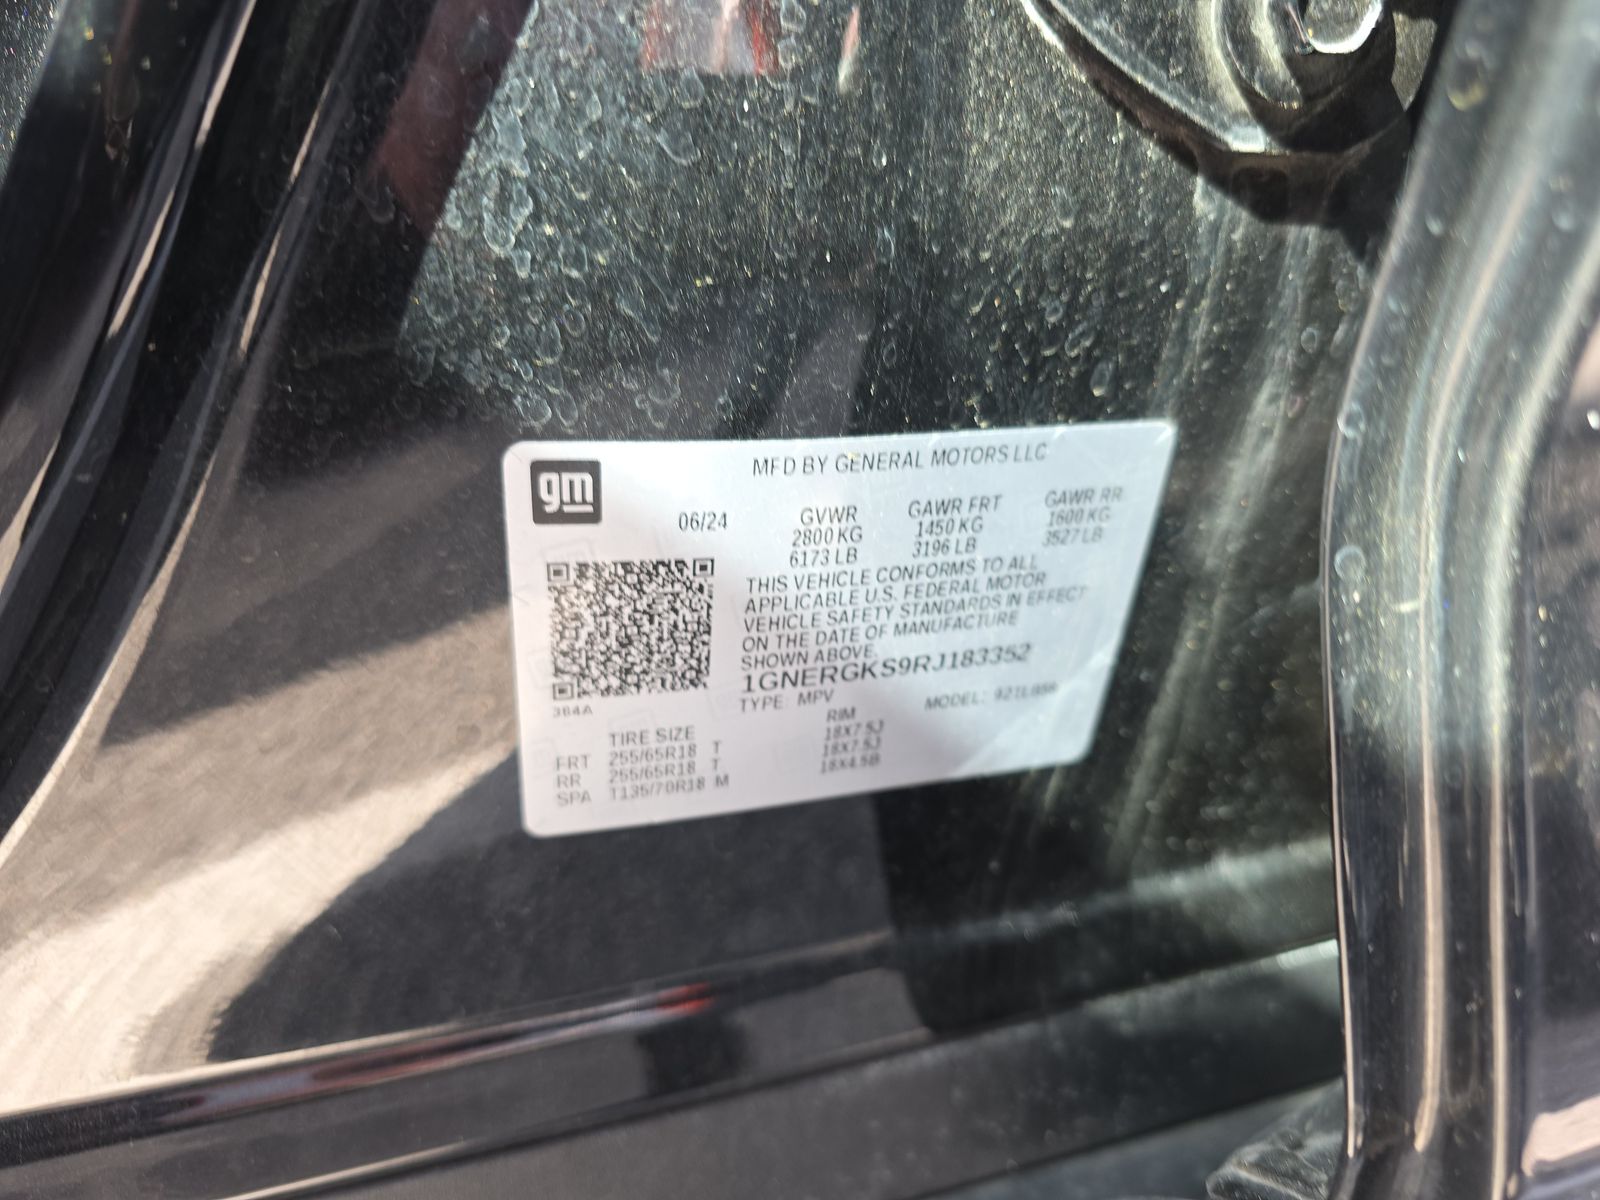 MFD BY GENERAL MOTORS LLC
gm
06/24 GVWR GAWR FRT GAWR RR
2800 KG 1450 KG 1600 KG
6173 LB 3196 LB 3527 LB
THIS VEHICLE CONFORMS TO ALL
APPLICABLE U.S. FEDERAL MOTOR
VEHICLE SAFETY STANDARDS IN EFFECT
ON THE DATE OF MANUFACTURE
SHOWN ABOVE.
1GNERGKS9RJ183352
TYPE: MPV MODEL:
384A
TIRE SIZE RIM
FRT 255/65R18 T 18X7.5J
RR 255/65R18 T 18X7.5J
SPA T135/70R18 M 18X4.5B